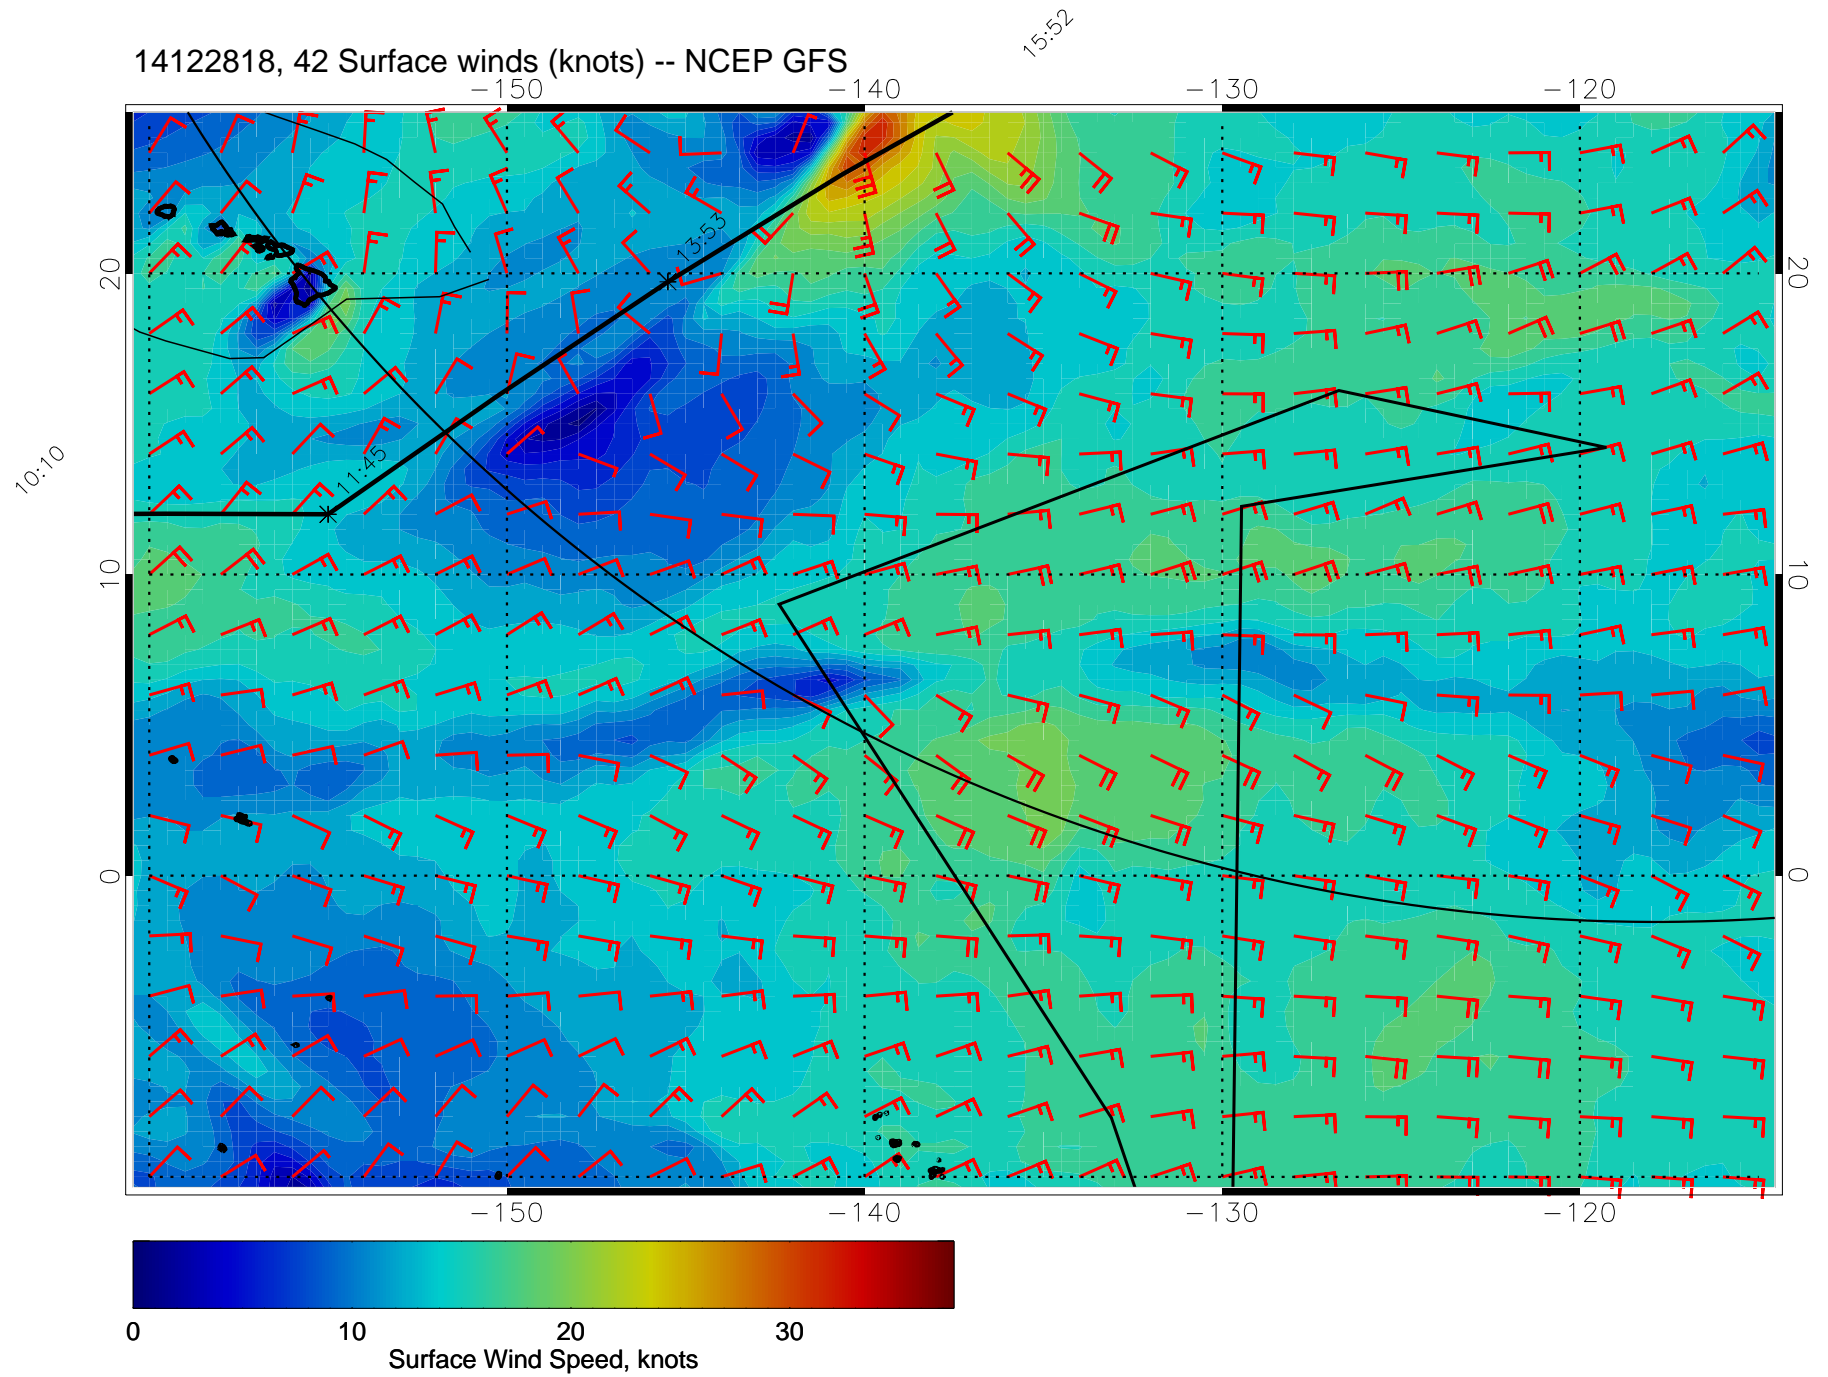 15:52
14122818, 42 Surface winds (knots) -- NCEP GFS
-150 -140 -130 -120
13:53
20 20
11:45
10:10
10 10
0 0
-150 -140 -130 -120
0 10 20 30
Surface Wind Speed, knots